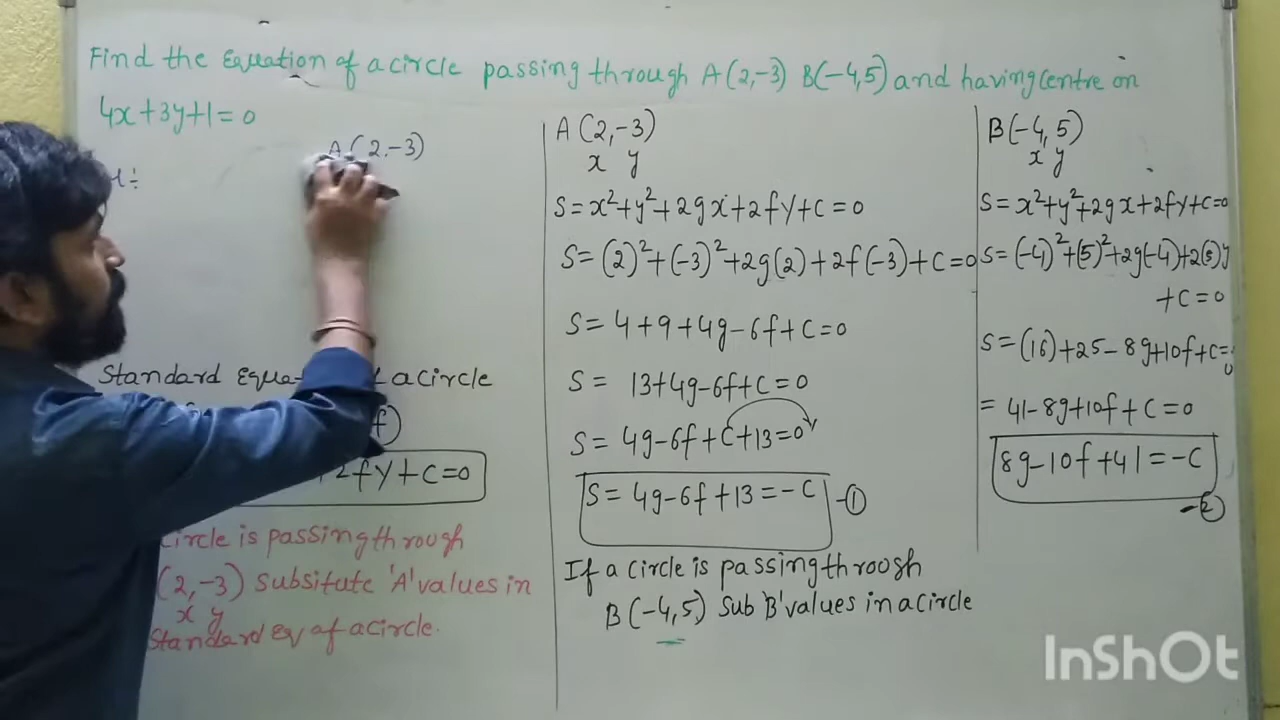 Find the Equation of a circle passing through A(2,-3) B(-4,5) and having centre on
4x+3y+1=0
A(2,-3)
Standard Equa
a circle
f)
2fy+c=0
circle is passing through
(2,-3) subsitute 'A' values in
x y
Standard Eq of a circle.
A(2,-3)
x y
S=x²+y²+2gx+2fy+c=0
S=(2)²+(-3)²+2g(2)+2f(-3)+c=0
S=4+9+4g-6f+c=0
S= 13+4g-6f+c=0
S= 4g-6f+c+13=0
S= 4g-6f+13=-c -①
If a circle is passing throogh
B(-4,5) sub 'B' values in a circle
B(-4,5)
x y
S=x²+y²+2gx+2fy+c=0
S=(-4)²+(5)²+2g(-4)+2(5)y
+c=0
S=(16)+25-8g+10f+c=0
= 41-8g+10f+c=0
8g-10f+41=-c
-②
InShOt